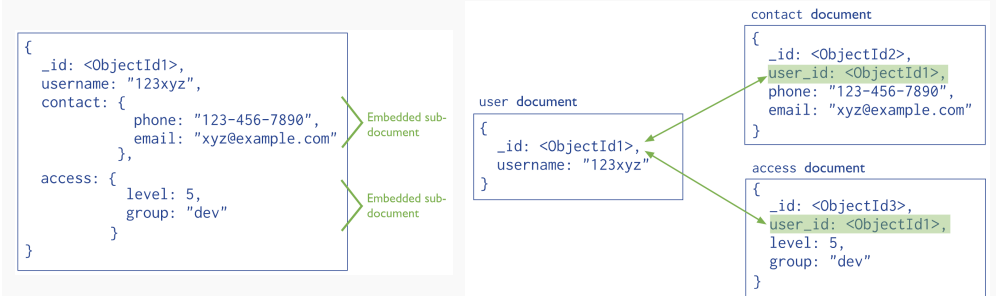 {
_id: <ObjectId1>,
username: "123xyz",
contact: {
phone: "123-456-7890",
email: "xyz@example.com"
},
access: {
level: 5,
group: "dev"
}
}
Embedded sub-
document
Embedded sub-
document
user document
{
_id: <ObjectId1>,
username: "123xyz"
}
contact document
{
_id: <ObjectId2>,
user_id: <ObjectId1>,
phone: "123-456-7890",
email: "xyz@example.com"
}
access document
{
_id: <ObjectId3>,
user_id: <ObjectId1>,
level: 5,
group: "dev"
}